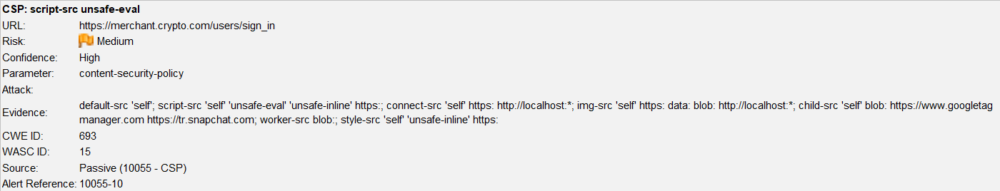 CSP: script-src unsafe-eval
URL: https://merchant.crypto.com/users/sign_in
Risk: Medium
Confidence: High
Parameter: content-security-policy
Attack:
Evidence: default-src 'self'; script-src 'self' 'unsafe-eval' 'unsafe-inline' https:; connect-src 'self' https: http://localhost:*; img-src 'self' https: data: blob: http://localhost:*; child-src 'self' blob: https://www.googletag
manager.com https://tr.snapchat.com; worker-src blob:; style-src 'self' 'unsafe-inline' https:
CWE ID: 693
WASC ID: 15
Source: Passive (10055 - CSP)
Alert Reference: 10055-10